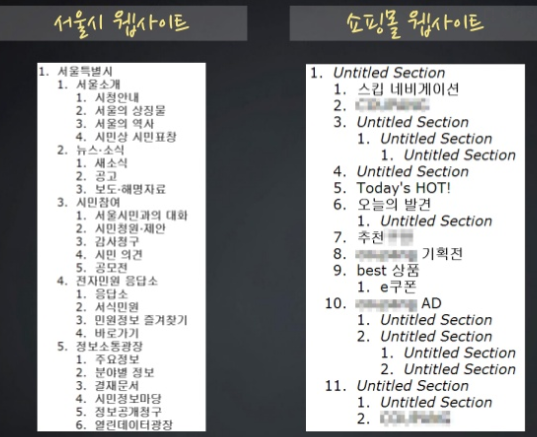 서울시 웹사이트
1. 서울특별시
1. 서울소개
1. 시정안내
2. 서울의 상징물
3. 서울의 역사
4. 시민상 시민표창
2. 뉴스·소식
1. 새소식
2. 공고
3. 보도·해명자료
3. 시민참여
1. 서울시민과의 대화
2. 시민청원·제안
3. 감사청구
4. 시민 의견
5. 공모전
4. 전자민원 응답소
1. 응답소
2. 서식민원
3. 민원정보 즐겨찾기
4. 바로가기
5. 정보소통광장
1. 주요정보
2. 분야별 정보
3. 결재문서
4. 시민정보마당
5. 정보공개청구
6. 열린데이터광장
쇼핑몰 웹사이트
1. Untitled Section
1. 스킵 네비게이션
2.
3. Untitled Section
1. Untitled Section
1. Untitled Section
4. Untitled Section
5. Today's HOT!
6. 오늘의 발견
1. Untitled Section
7. 추천
8. 기획전
9. best 상품
1. e쿠폰
10. AD
1. Untitled Section
2. Untitled Section
1. Untitled Section
2. Untitled Section
11. Untitled Section
1. Untitled Section
2.